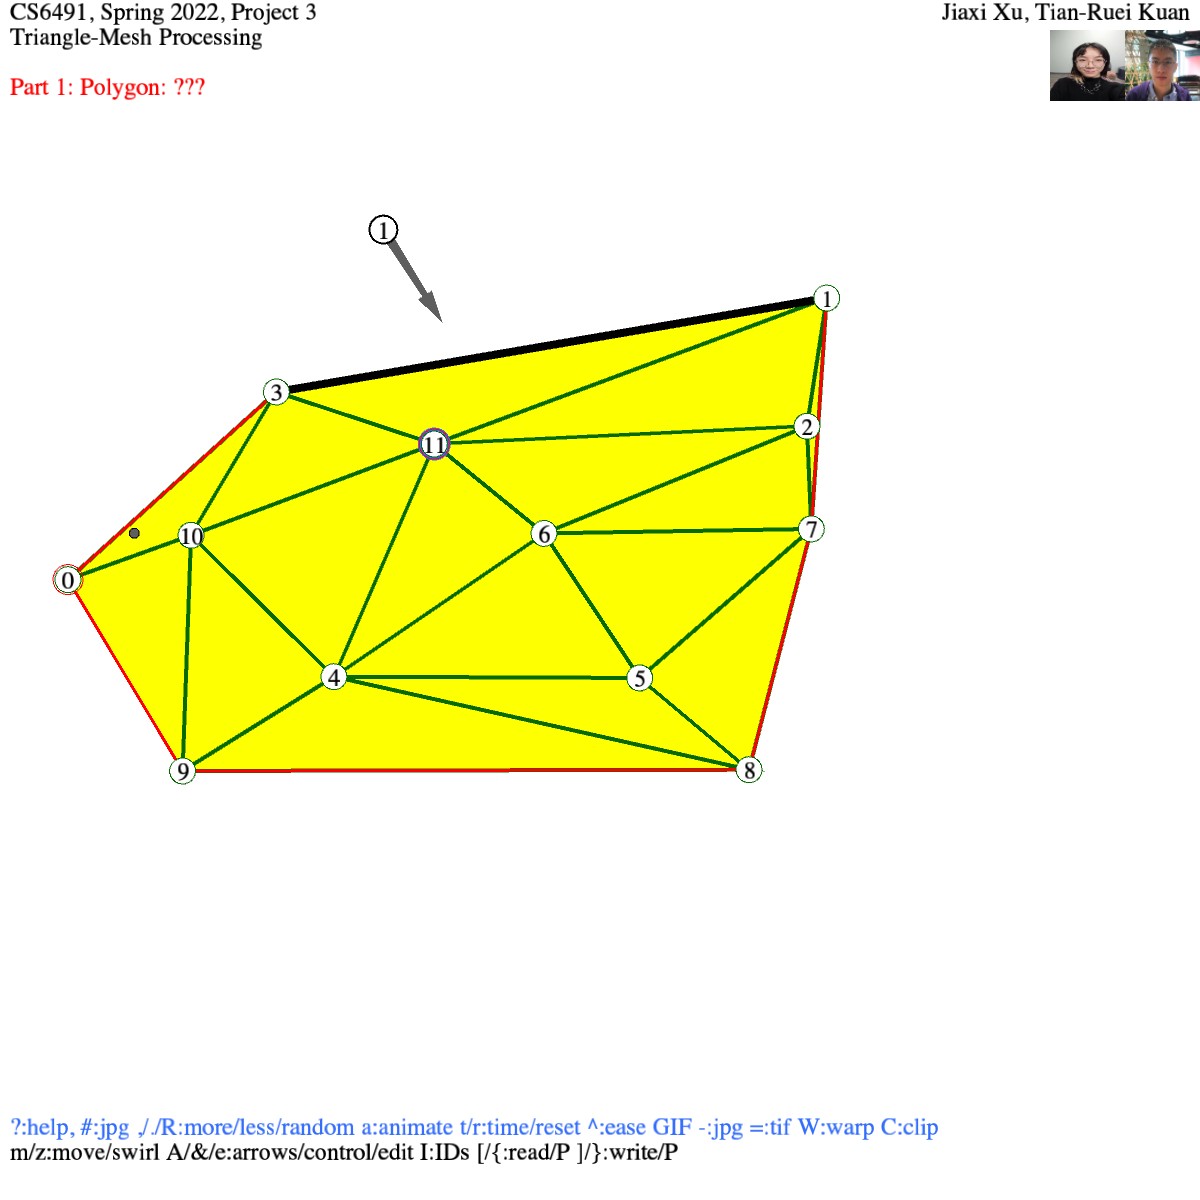 CS6491, Spring 2022, Project 3
Jiaxi Xu, Tian-Ruei Kuan
Triangle-Mesh Processing
Part 1: Polygon: ???
1
1
3
2
11
7
6
10
0
4
5
9
8
?:help, #:jpg ,/./R:more/less/random a:animate t/r:time/reset ^:ease GIF -:jpg =:tif W:warp C:clip
m/z:move/swirl A/&/e:arrows/control/edit I:IDs [/{:read/P ]/}:write/P